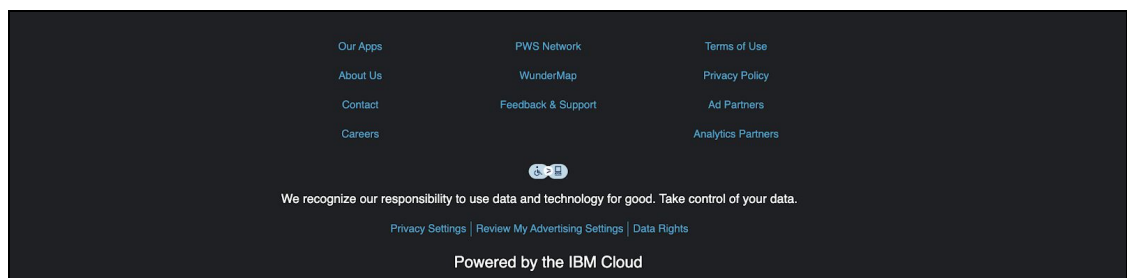 Our Apps PWS Network Terms of Use
About Us WunderMap Privacy Policy
Contact Feedback & Support Ad Partners
Careers Analytics Partners
We recognize our responsibility to use data and technology for good. Take control of your data.
Privacy Settings | Review My Advertising Settings | Data Rights
Powered by the IBM Cloud